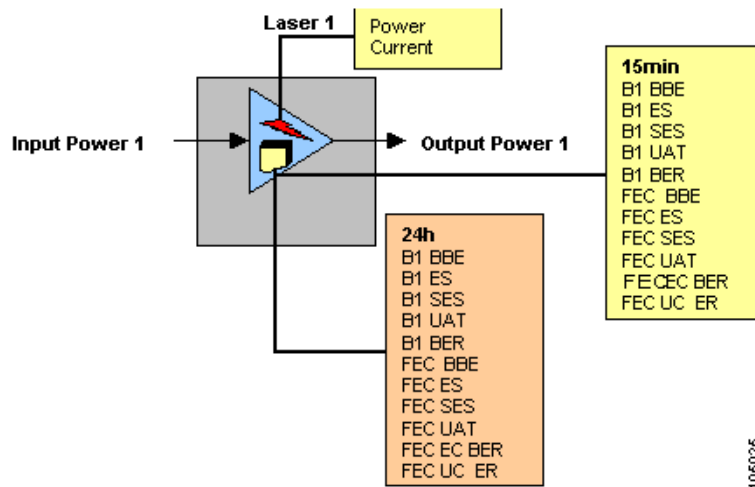 Laser 1
Power
Current
Input Power 1
Output Power 1
15min
B1 BBE
B1 ES
B1 SES
B1 UAT
B1 BER
FEC BBE
FEC ES
FEC SES
FEC UAT
FECEC BER
FEC UC ER
24h
B1 BBE
B1 ES
B1 SES
B1 UAT
B1 BER
FEC BBE
FEC ES
FEC SES
FEC UAT
FEC EC BER
FEC UC ER